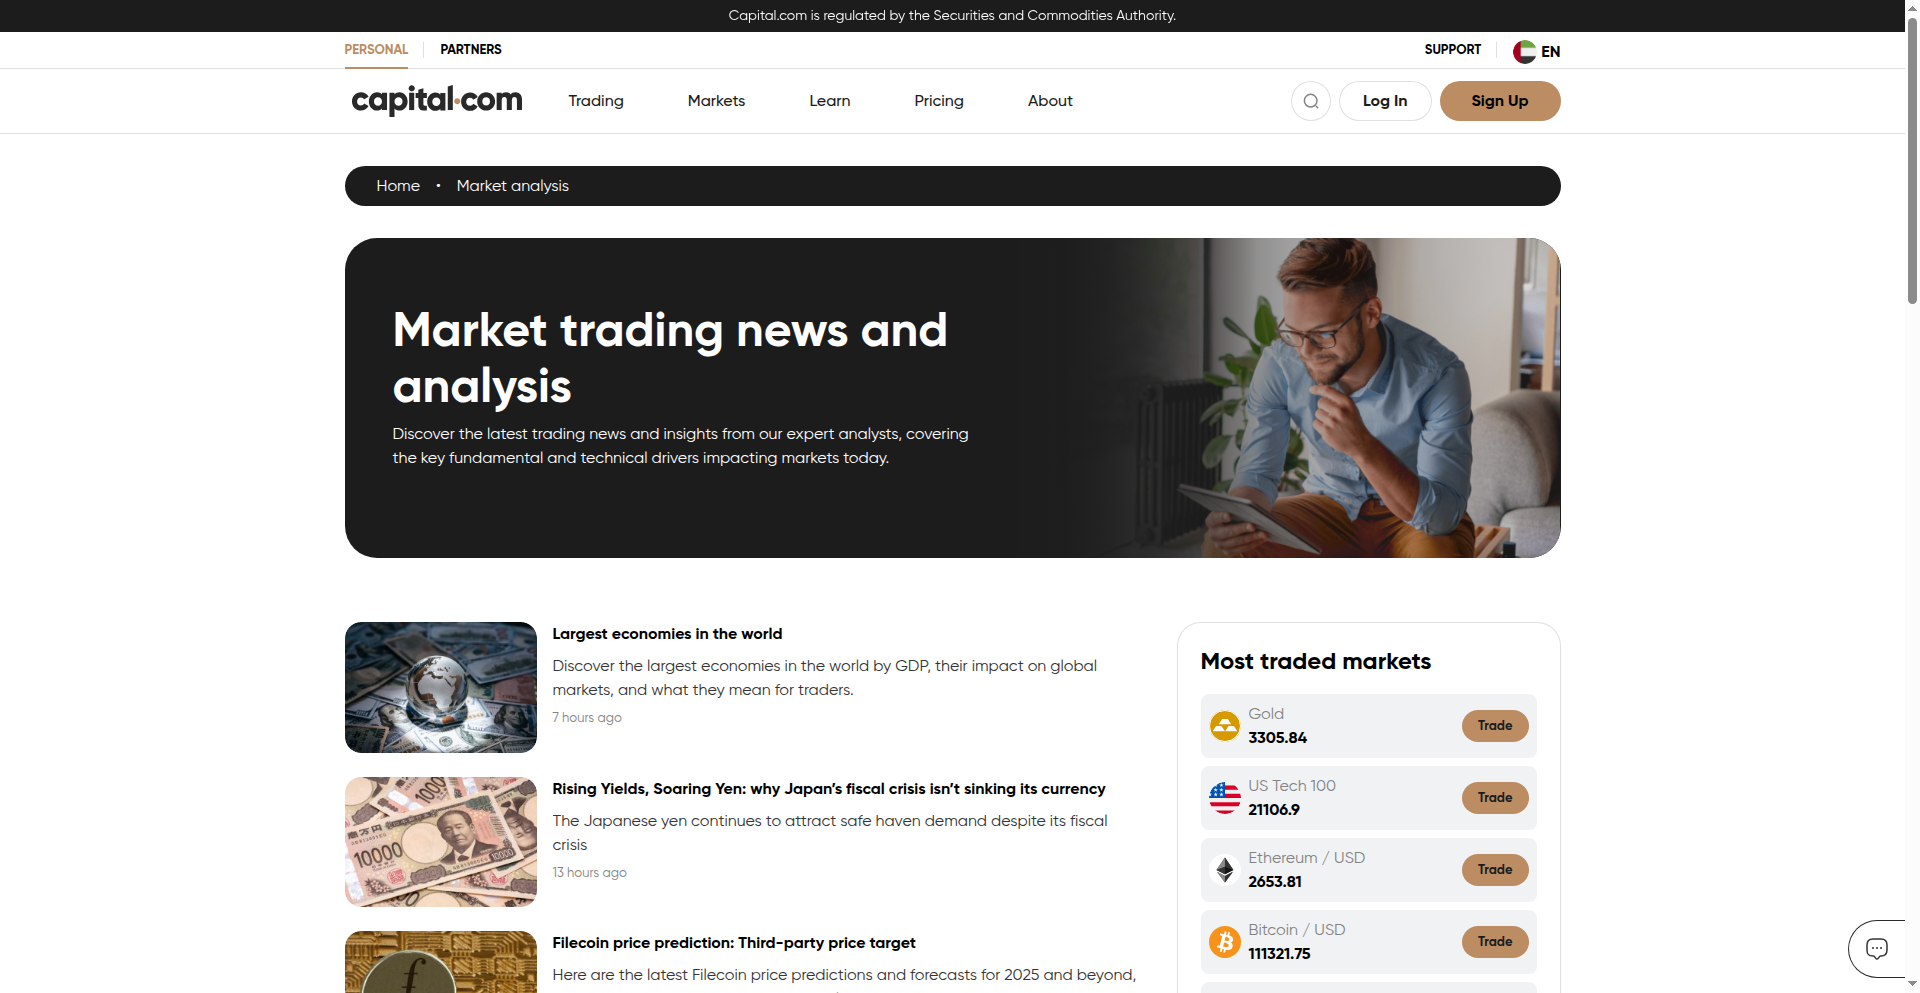 Capital.com is regulated by the Securities and Commodities Authority.
PERSONAL
PARTNERS
SUPPORT
EN
capital.com
Trading
Markets
Learn
Pricing
About
Log In
Sign Up
Home
•
Market analysis
Market trading news and
analysis
Discover the latest trading news and insights from our expert analysts, covering
the key fundamental and technical drivers impacting markets today.
Largest economies in the world
Discover the largest economies in the world by GDP, their impact on global
markets, and what they mean for traders.
7 hours ago
Rising Yields, Soaring Yen: why Japan’s fiscal crisis isn’t sinking its currency
The Japanese yen continues to attract safe haven demand despite its fiscal
crisis
13 hours ago
Filecoin price prediction: Third-party price target
Here are the latest Filecoin price predictions and forecasts for 2025 and beyond,
Most traded markets
Gold
3305.84
Trade
US Tech 100
21106.9
Trade
Ethereum / USD
2653.81
Trade
Bitcoin / USD
111321.75
Trade